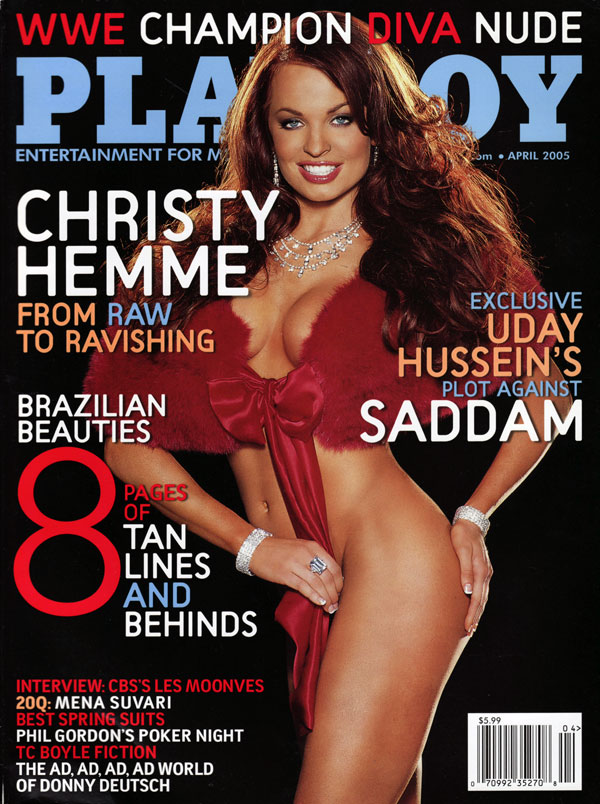 WWE CHAMPION DIVA NUDE
PLAYBOY
ENTERTAINMENT FOR M
om • APRIL 2005
CHRISTY
HEMME
FROM RAW
TO RAVISHING
EXCLUSIVE
UDAY
HUSSEIN'S
PLOT AGAINST
SADDAM
BRAZILIAN
BEAUTIES
8
PAGES
OF
TAN
LINES
AND
BEHINDS
INTERVIEW: CBS'S LES MOONVES
20Q: MENA SUVARI
BEST SPRING SUITS
PHIL GORDON'S POKER NIGHT
TC BOYLE FICTION
THE AD, AD, AD, AD WORLD
OF DONNY DEUTSCH
$5.99
04>
0 70992 35270 8